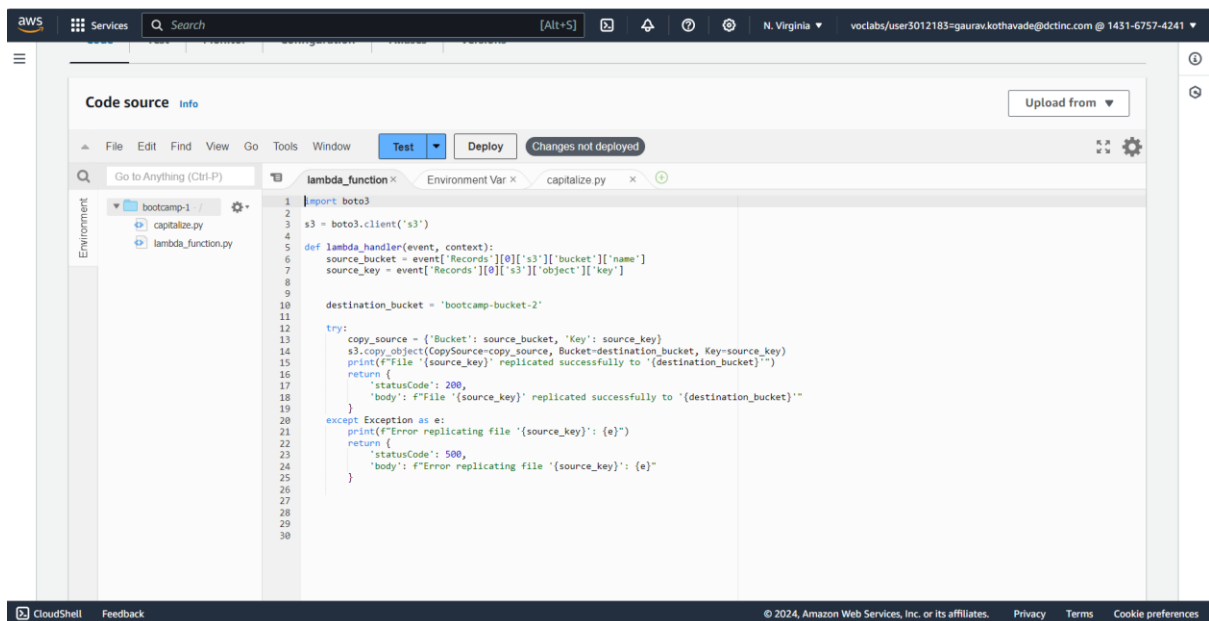 aws Services Search [Alt+S] N. Virginia ▼ voclabs/user3012183=gaurav.kothavade@dctinc.com @ 1431-6757-4241 ▼
Code source Info
Upload from ▼
File Edit Find View Go Tools Window Test Deploy Changes not deployed
Go to Anything (Ctrl-P)
lambda_function × Environment Var × capitalize.py ×
Environment
bootcamp-1 /
capitalize.py
lambda_function.py
1 import boto3
2
3 s3 = boto3.client('s3')
4
5 def lambda_handler(event, context):
6 source_bucket = event['Records'][0]['s3']['bucket']['name']
7 source_key = event['Records'][0]['s3']['object']['key']
8
9
10 destination_bucket = 'bootcamp-bucket-2'
11
12 try:
13 copy_source = {'Bucket': source_bucket, 'Key': source_key}
14 s3.copy_object(CopySource=copy_source, Bucket=destination_bucket, Key=source_key)
15 print(f"File '{source_key}' replicated successfully to '{destination_bucket}'")
16 return {
17 'statusCode': 200,
18 'body': f"File '{source_key}' replicated successfully to '{destination_bucket}'"
19 }
20 except Exception as e:
21 print(f"Error replicating file '{source_key}': {e}")
22 return {
23 'statusCode': 500,
24 'body': f"Error replicating file '{source_key}': {e}"
25 }
26
27
28
29
30
CloudShell Feedback © 2024, Amazon Web Services, Inc. or its affiliates. Privacy Terms Cookie preferences